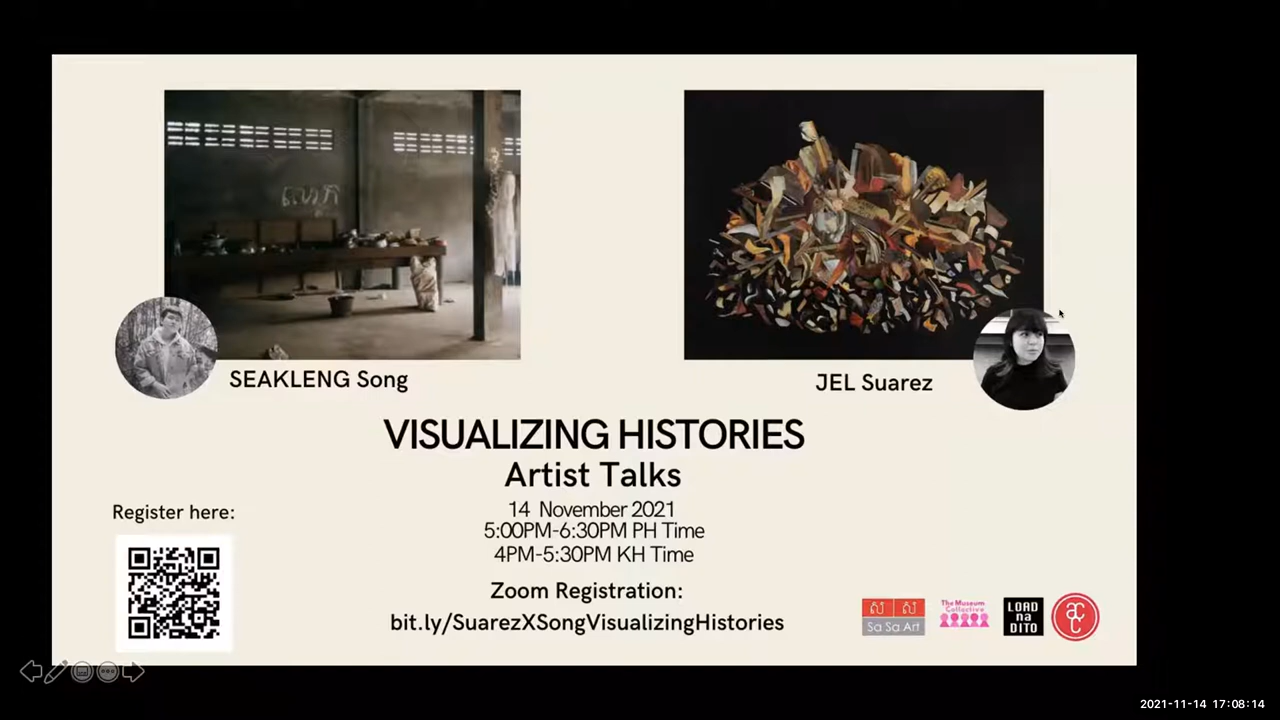 SEAKLENG Song
JEL Suarez
VISUALIZING HISTORIES
Artist Talks
14 November 2021
5:00PM-6:30PM PH Time
4PM-5:30PM KH Time
Register here:
Zoom Registration:
bit.ly/SuarezXSongVisualizingHistories
ស ស
Sa Sa Art
The Museum
Collective
LOAD
na
DITO
2021-11-14 17:08:14